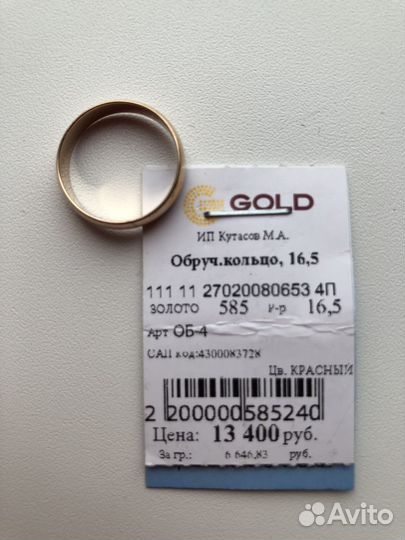 GOLD
ИП Кутасов М.А.
Обруч.кольцо, 16,5
111 11 27020080653 4П
ЗОЛОТО 585 Р-Р 16,5
Арт ОБ-4
САП код:4300083728
Цв. КРАСНЫЙ
2 200000 585240
Цена: 13 400 руб.
За гр.: 6 646,83 руб.
Avito